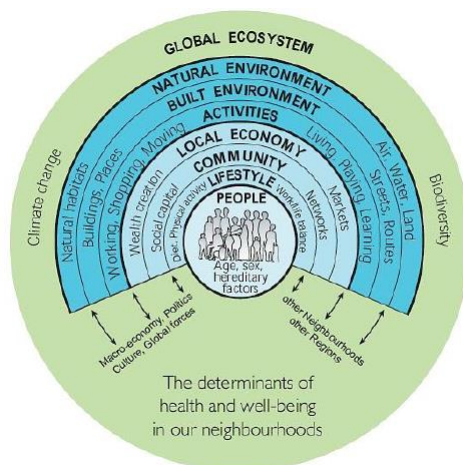 GLOBAL ECOSYSTEM
NATURAL ENVIRONMENT
BUILT ENVIRONMENT
ACTIVITIES
LOCAL ECONOMY
COMMUNITY
LIFESTYLE
PEOPLE
Age, sex,
hereditary
factors
Climate change
Natural habitats
Buildings, Places
Working, Shopping, Moving
Wealth creation
Social capital
Diet, Physical activity
Work/life balance
Networks
Markets
Living, Playing, Learning
Streets, Routes
Air, Water, Land
Biodiversity
Macro-economy, Politics
Culture, Global forces
other Neighbourhoods
other Regions
The determinants of
health and well-being
in our neighbourhoods